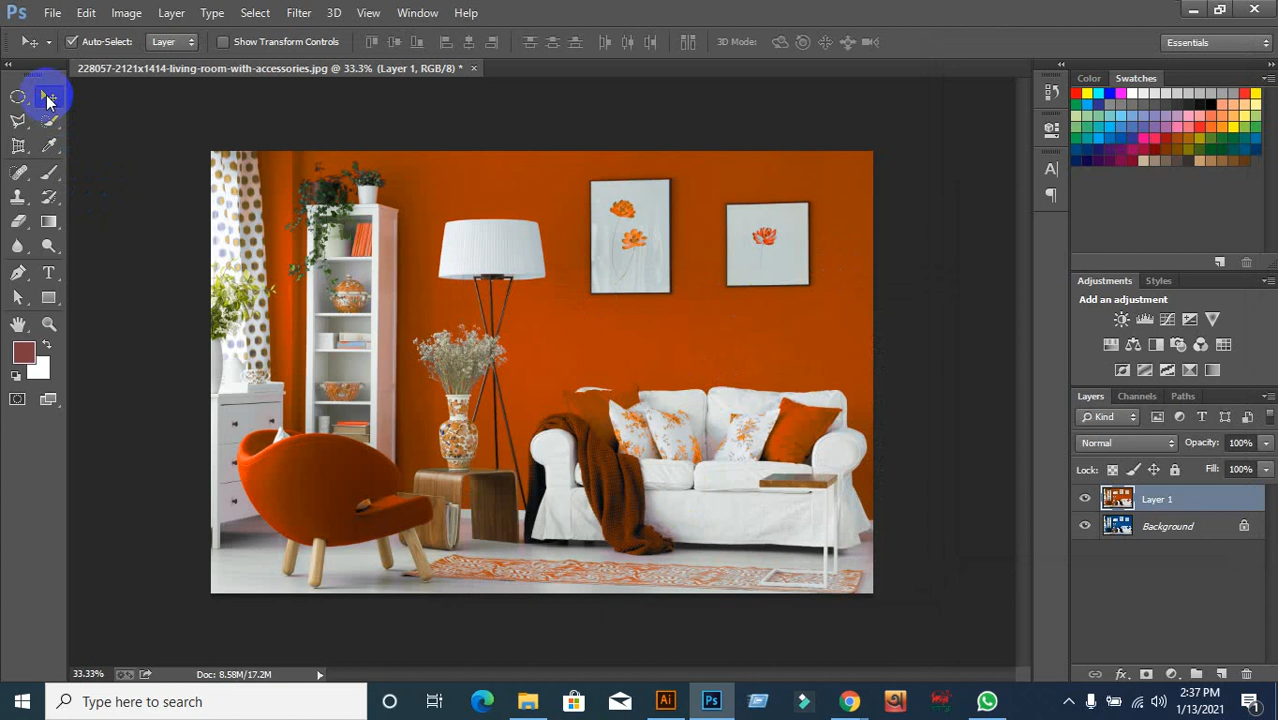 Ps File Edit Image Layer Type Select Filter 3D View Window Help
Auto-Select: Layer Show Transform Controls 3D Mode: Essentials
228057-2121x1414-living-room-with-accessories.jpg @ 33.3% (Layer 1, RGB/8) *
Color Swatches
Adjustments Styles
Add an adjustment
Layers Channels Paths
Kind
Normal Opacity: 100%
Lock: Fill: 100%
Layer 1
Background
33.33% Doc: 8.58M/17.2M
Type here to search Ai Ps 2:37 PM
1/13/2021